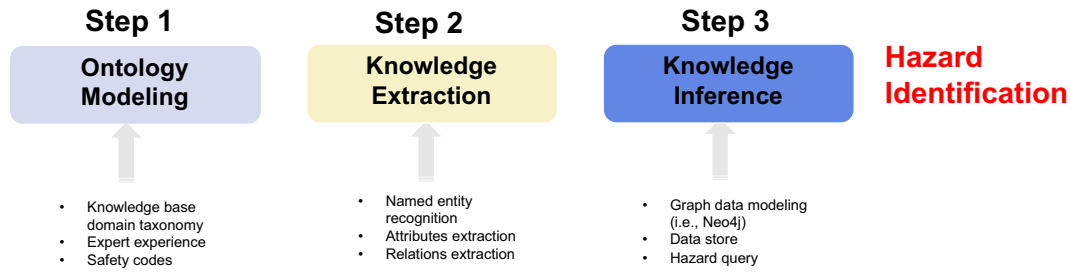 Step 1
Ontology
Modeling
• Knowledge base
domain taxonomy
• Expert experience
• Safety codes
Step 2
Knowledge
Extraction
• Named entity
recognition
• Attributes extraction
• Relations extraction
Step 3
Knowledge
Inference
• Graph data modeling
(i.e., Neo4j)
• Data store
• Hazard query
Hazard
Identification